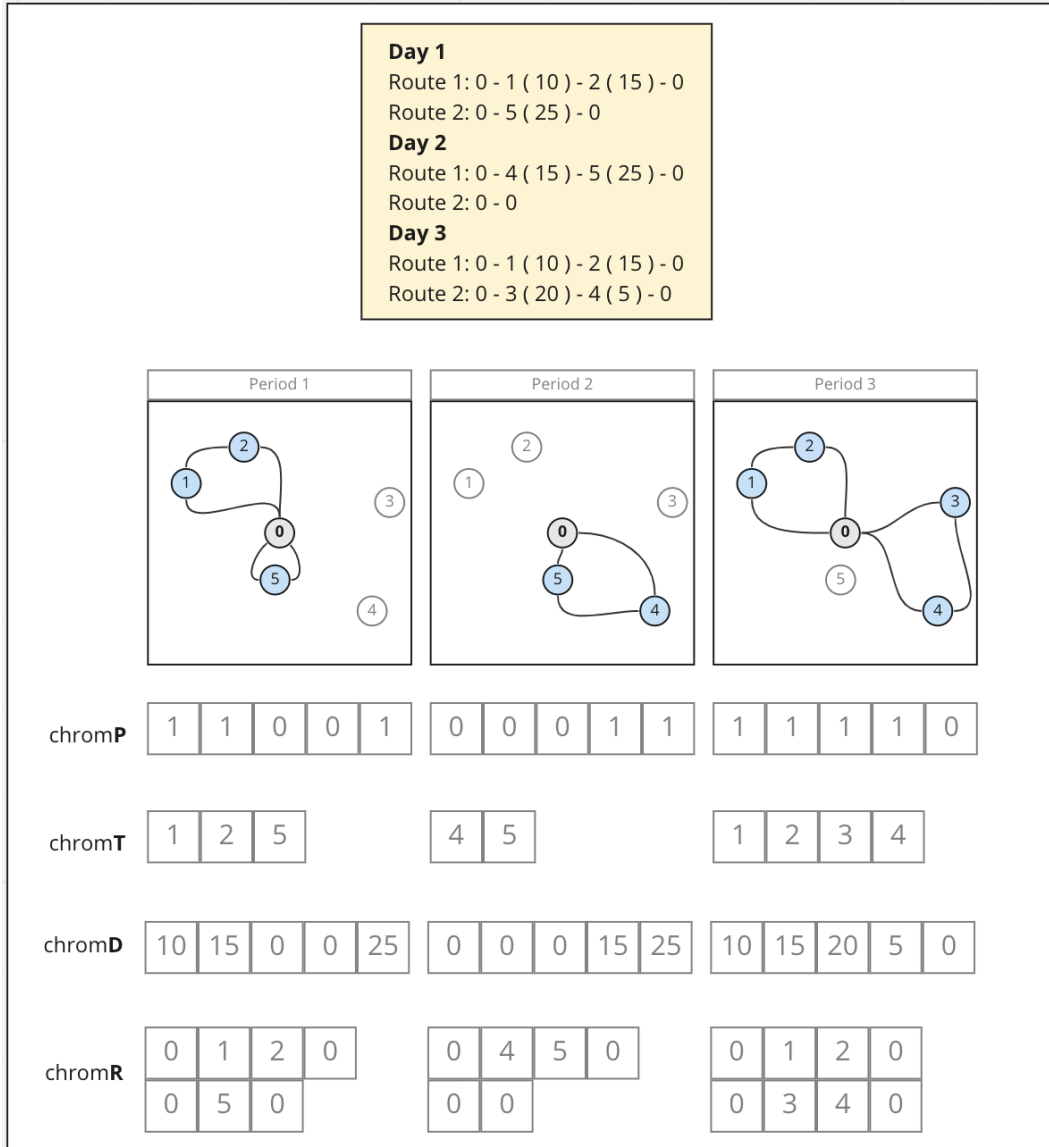 Day 1
Route 1: 0 - 1 ( 10 ) - 2 ( 15 ) - 0
Route 2: 0 - 5 ( 25 ) - 0
Day 2
Route 1: 0 - 4 ( 15 ) - 5 ( 25 ) - 0
Route 2: 0 - 0
Day 3
Route 1: 0 - 1 ( 10 ) - 2 ( 15 ) - 0
Route 2: 0 - 3 ( 20 ) - 4 ( 5 ) - 0
Period 1
2
1
3
0
5
4
Period 2
2
1
3
0
5
4
Period 3
2
1
3
0
5
4
chromP 1 1 0 0 1 0 0 0 1 1 1 1 1 1 0
chromT 1 2 5 4 5 1 2 3 4
chromD 10 15 0 0 25 0 0 0 15 25 10 15 20 5 0
chromR
0 1 2 0 0 4 5 0 0 1 2 0
0 5 0 0 0 0 3 4 0